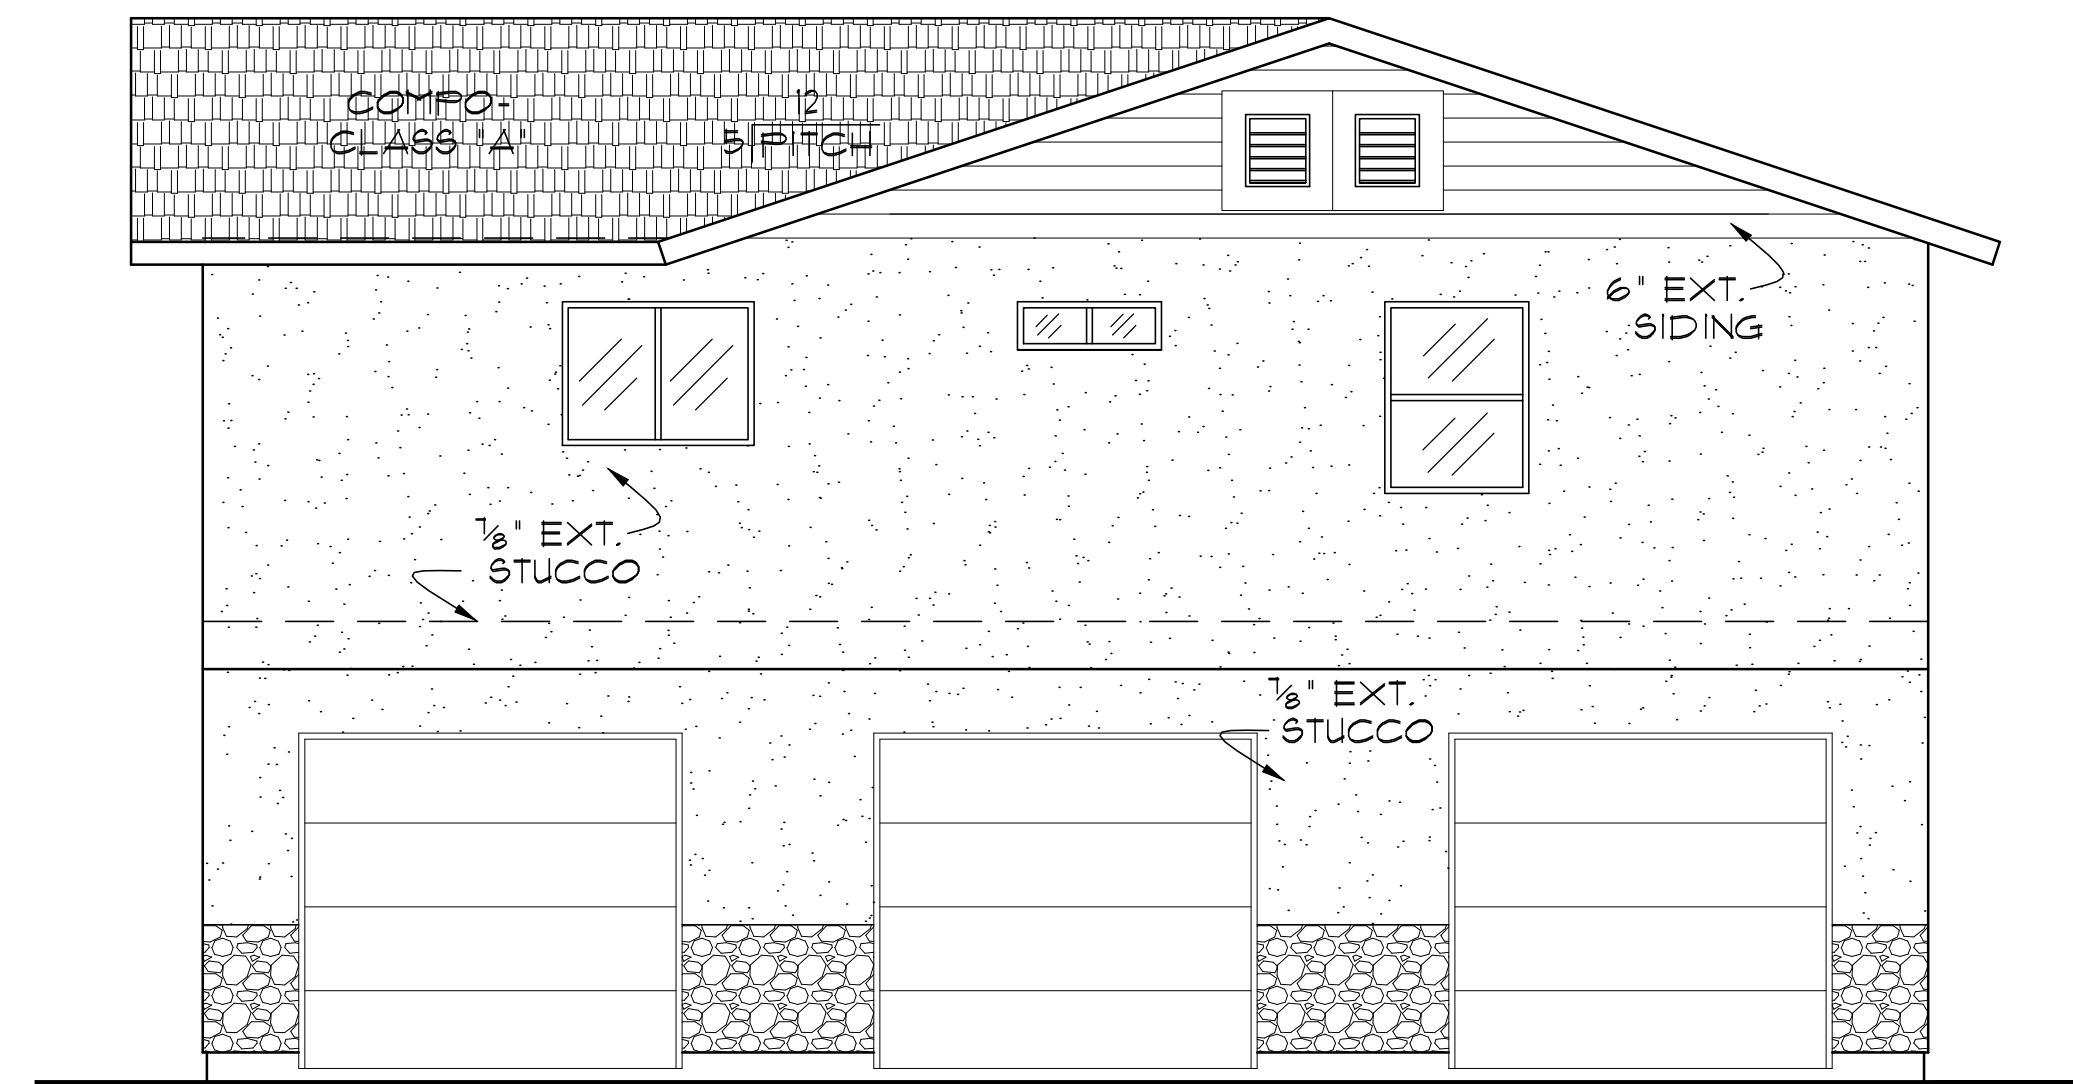 COMPO-
CLASS "A"
12
5 PITCH
6" EXT.
SIDING
7/8" EXT.
STUCCO
7/8" EXT.
STUCCO